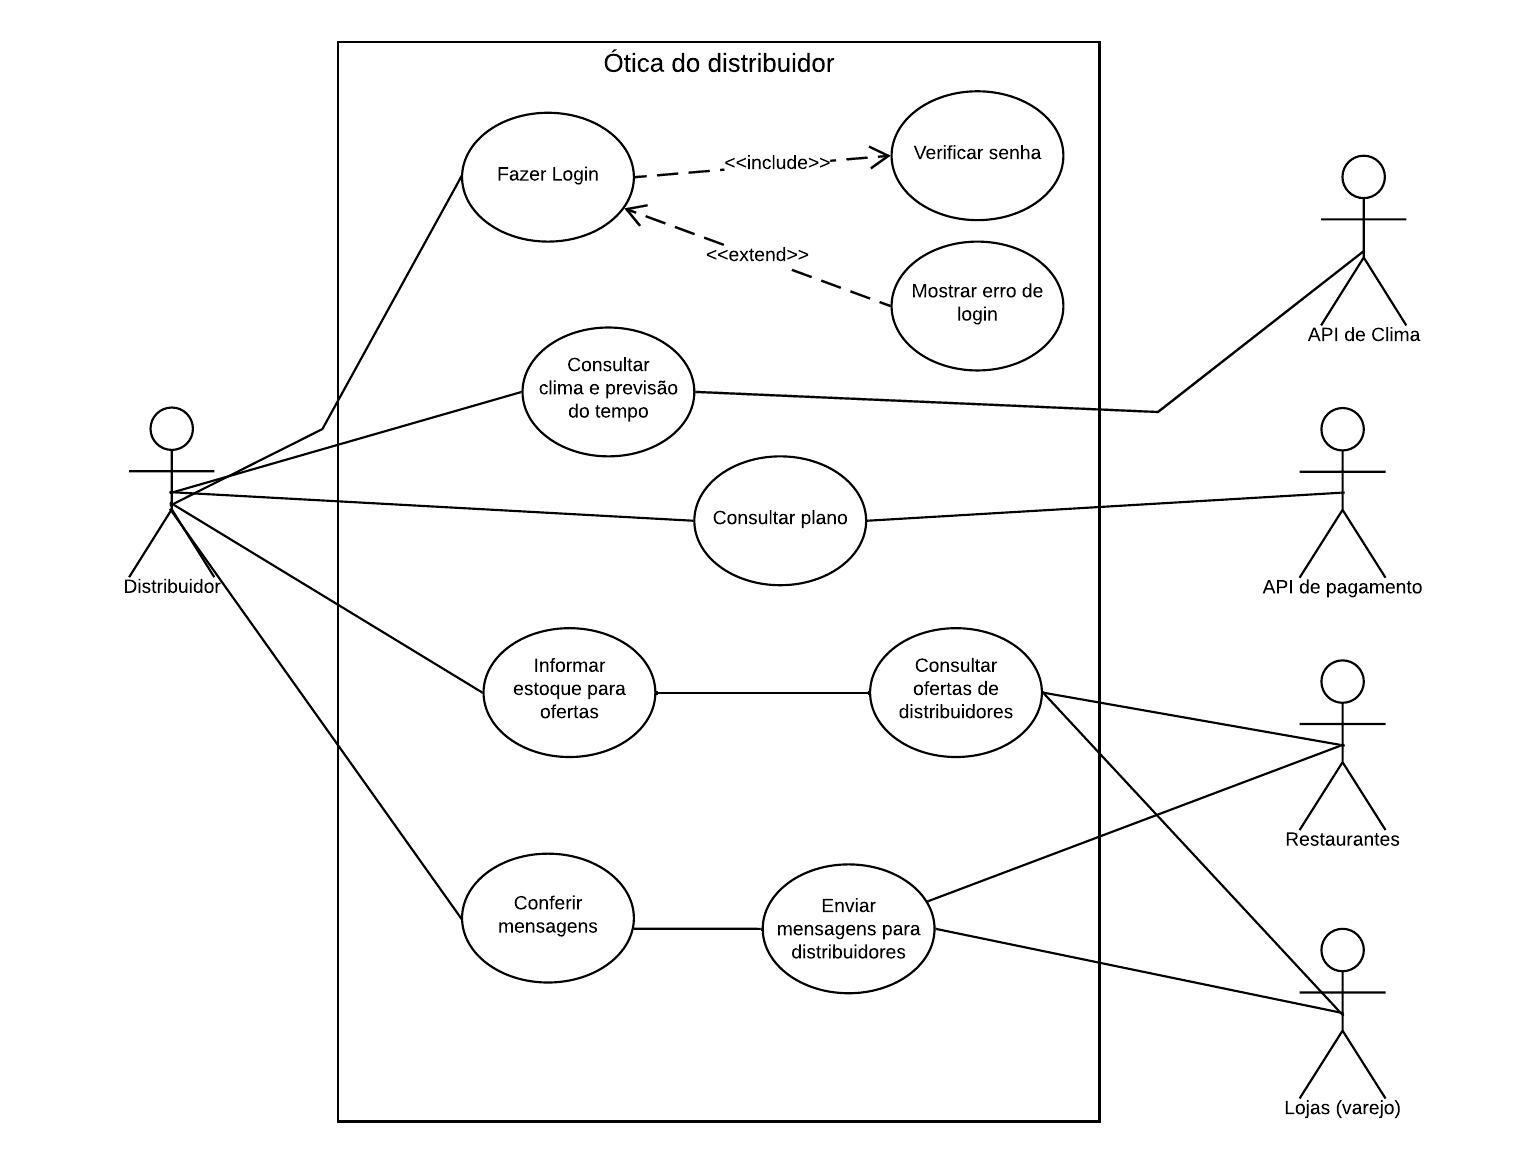 Ótica do distribuidor
Fazer Login
<<include>>
Verificar senha
<<extend>>
Mostrar erro de
login
API de Clima
Consultar
clima e previsão
do tempo
Distribuidor
Consultar plano
API de pagamento
Informar
estoque para
ofertas
Consultar
ofertas de
distribuidores
Restaurantes
Conferir
mensagens
Enviar
mensagens para
distribuidores
Lojas (varejo)